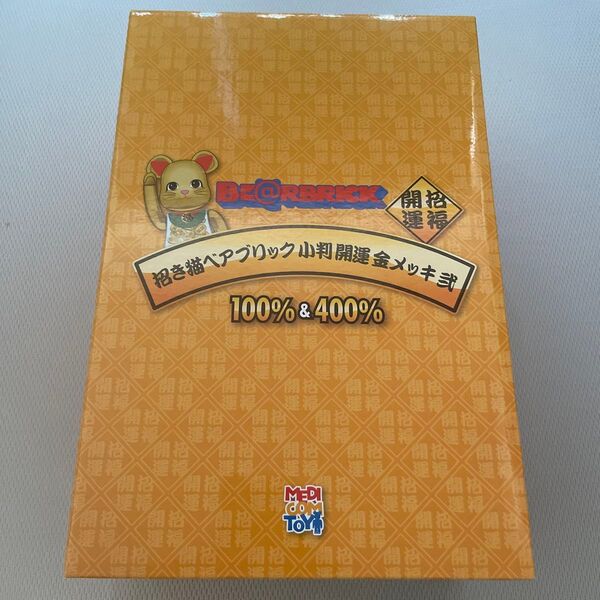 BE@RBRICK
開運 招福
招き猫ベアブリック 小判 開運 金メッキ 弐
100% & 400%
MEDI
COM
TOY